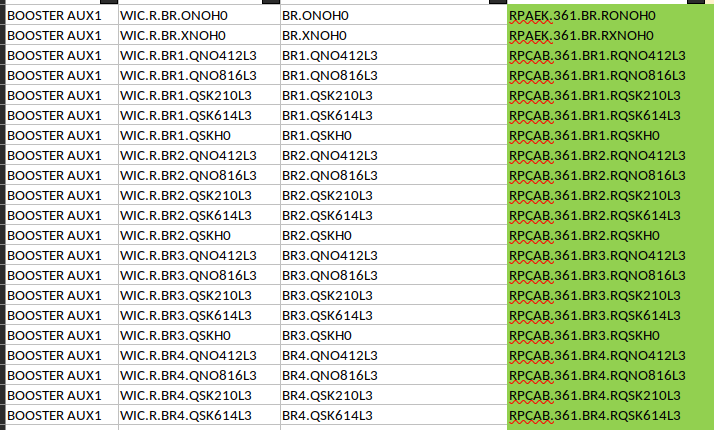 BOOSTER AUX1 WIC.R.BR.ONOH0 BR.ONOH0 RPAEK.361.BR.RONOH0
BOOSTER AUX1 WIC.R.BR.XNOH0 BR.XNOH0 RPAEK.361.BR.RXNOH0
BOOSTER AUX1 WIC.R.BR1.QNO412L3 BR1.QNO412L3 RPCAB.361.BR1.RQNO412L3
BOOSTER AUX1 WIC.R.BR1.QNO816L3 BR1.QNO816L3 RPCAB.361.BR1.RQNO816L3
BOOSTER AUX1 WIC.R.BR1.QSK210L3 BR1.QSK210L3 RPCAB.361.BR1.RQSK210L3
BOOSTER AUX1 WIC.R.BR1.QSK614L3 BR1.QSK614L3 RPCAB.361.BR1.RQSK614L3
BOOSTER AUX1 WIC.R.BR1.QSKH0 BR1.QSKH0 RPCAB.361.BR1.RQSKH0
BOOSTER AUX1 WIC.R.BR2.QNO412L3 BR2.QNO412L3 RPCAB.361.BR2.RQNO412L3
BOOSTER AUX1 WIC.R.BR2.QNO816L3 BR2.QNO816L3 RPCAB.361.BR2.RQNO816L3
BOOSTER AUX1 WIC.R.BR2.QSK210L3 BR2.QSK210L3 RPCAB.361.BR2.RQSK210L3
BOOSTER AUX1 WIC.R.BR2.QSK614L3 BR2.QSK614L3 RPCAB.361.BR2.RQSK614L3
BOOSTER AUX1 WIC.R.BR2.QSKH0 BR2.QSKH0 RPCAB.361.BR2.RQSKH0
BOOSTER AUX1 WIC.R.BR3.QNO412L3 BR3.QNO412L3 RPCAB.361.BR3.RQNO412L3
BOOSTER AUX1 WIC.R.BR3.QNO816L3 BR3.QNO816L3 RPCAB.361.BR3.RQNO816L3
BOOSTER AUX1 WIC.R.BR3.QSK210L3 BR3.QSK210L3 RPCAB.361.BR3.RQSK210L3
BOOSTER AUX1 WIC.R.BR3.QSK614L3 BR3.QSK614L3 RPCAB.361.BR3.RQSK614L3
BOOSTER AUX1 WIC.R.BR3.QSKH0 BR3.QSKH0 RPCAB.361.BR3.RQSKH0
BOOSTER AUX1 WIC.R.BR4.QNO412L3 BR4.QNO412L3 RPCAB.361.BR4.RQNO412L3
BOOSTER AUX1 WIC.R.BR4.QNO816L3 BR4.QNO816L3 RPCAB.361.BR4.RQNO816L3
BOOSTER AUX1 WIC.R.BR4.QSK210L3 BR4.QSK210L3 RPCAB.361.BR4.RQSK210L3
BOOSTER AUX1 WIC.R.BR4.QSK614L3 BR4.QSK614L3 RPCAB.361.BR4.RQSK614L3